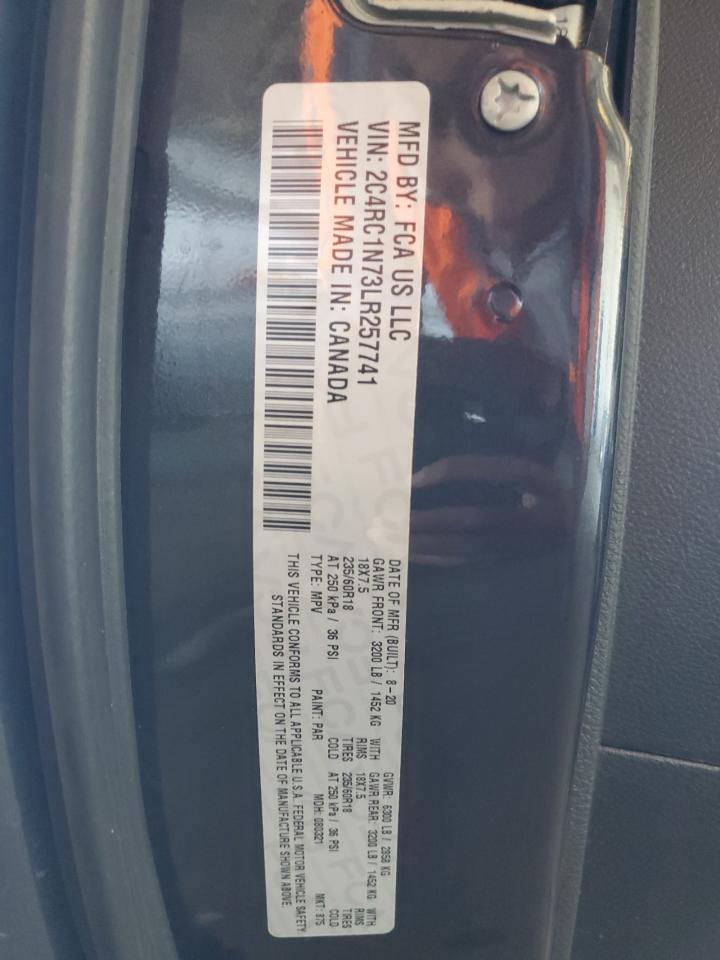 MFD BY: FCA US LLC
VIN: 2C4RC1N73LR257741
VEHICLE MADE IN: CANADA
DATE OF MFR (BUILT): 8-20 GVWR: 6300 LB / 2858 KG
GAWR FRONT: 3200 LB / 1452 KG WITH GAWR REAR: 3200 LB / 1452 KG WITH
18X7.5 RIMS 18X7.5 RIMS
235/60R18 TIRES 235/60R18 TIRES
AT 250 kPa / 36 PSI COLD AT 250 kPa / 36 PSI COLD
TYPE: MPV PAINT: PAR MDH: 080321 MKT: 875
THIS VEHICLE CONFORMS TO ALL APPLICABLE U.S.A. FEDERAL MOTOR VEHICLE SAFETY
STANDARDS IN EFFECT ON THE DATE OF MANUFACTURE SHOWN ABOVE.